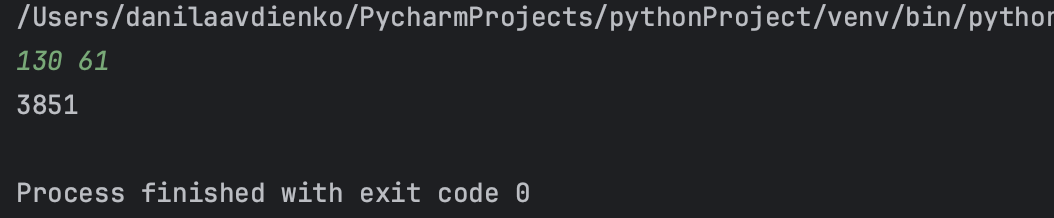 /Users/danilaavdienko/PycharmProjects/pythonProject/venv/bin/python
130 61
3851
Process finished with exit code 0